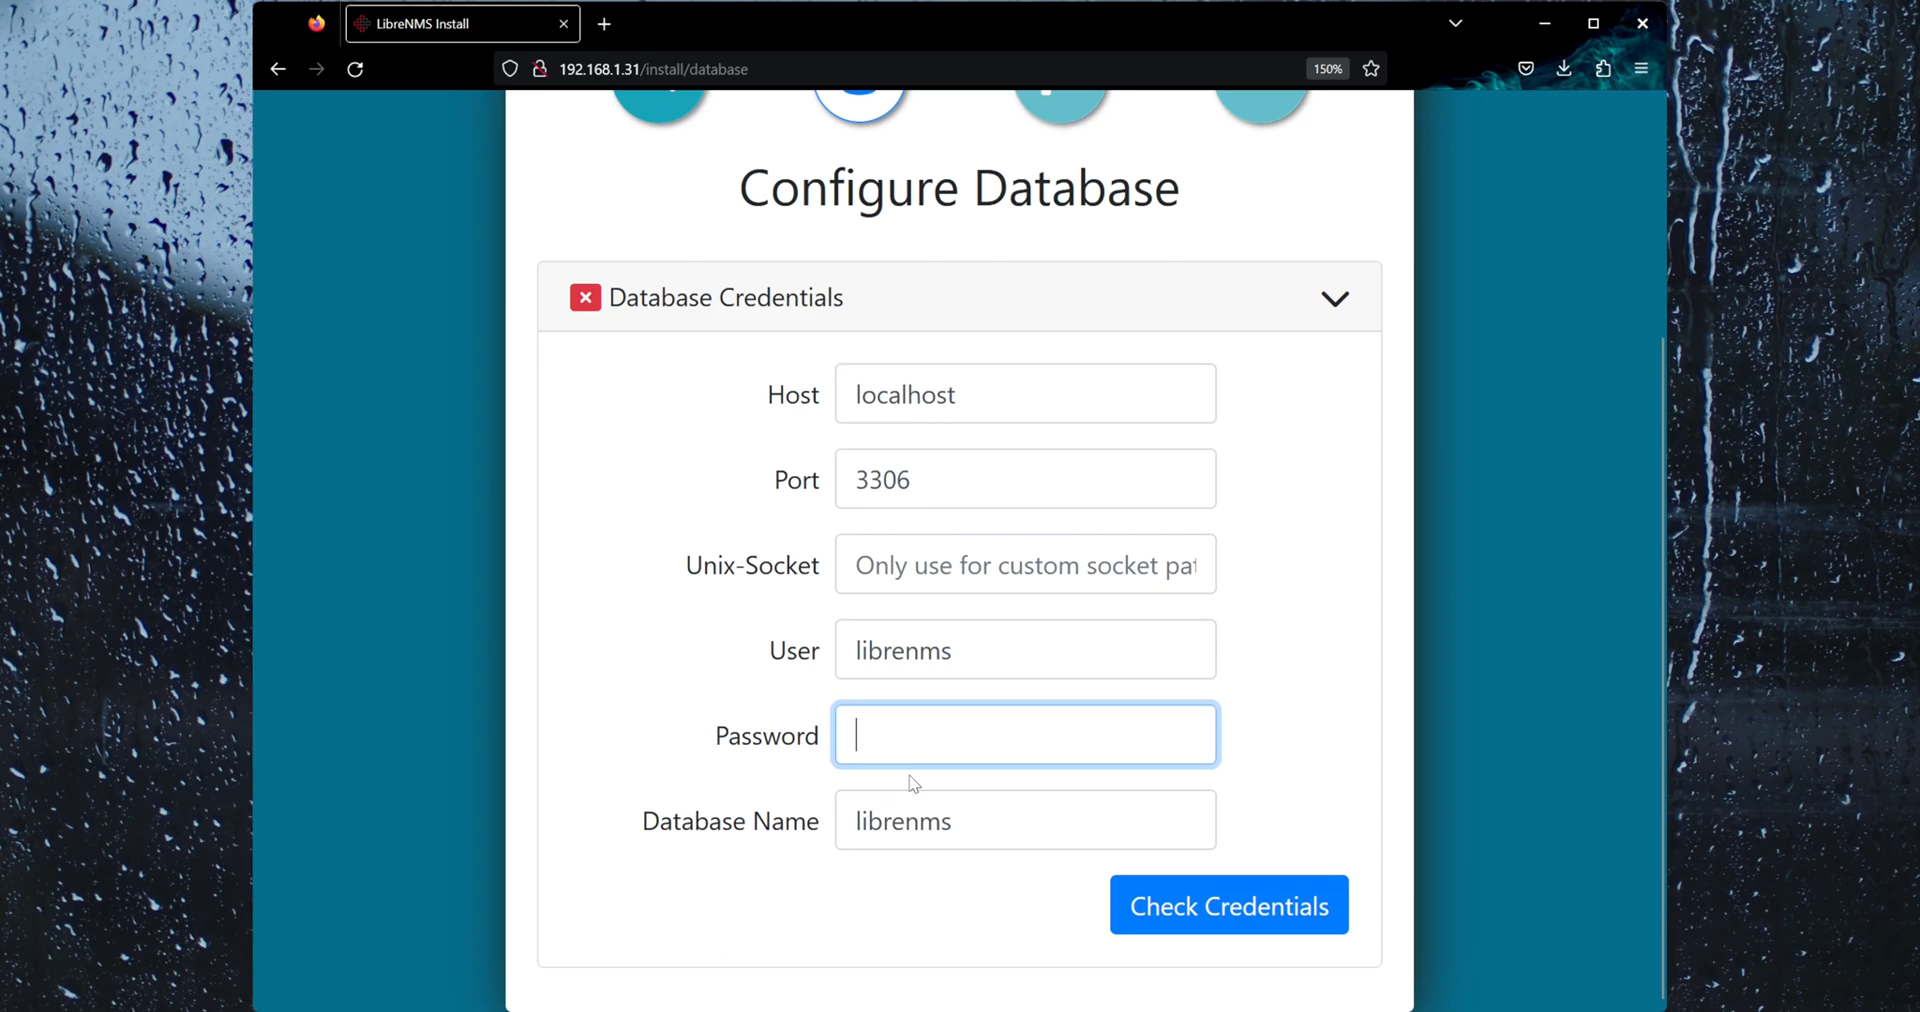 LibreNMS Install
192.168.1.31/install/database
150%
Configure Database
Database Credentials
Host
localhost
Port
3306
Unix-Socket
Only use for custom socket pat
User
librenms
Password
Database Name
librenms
Check Credentials